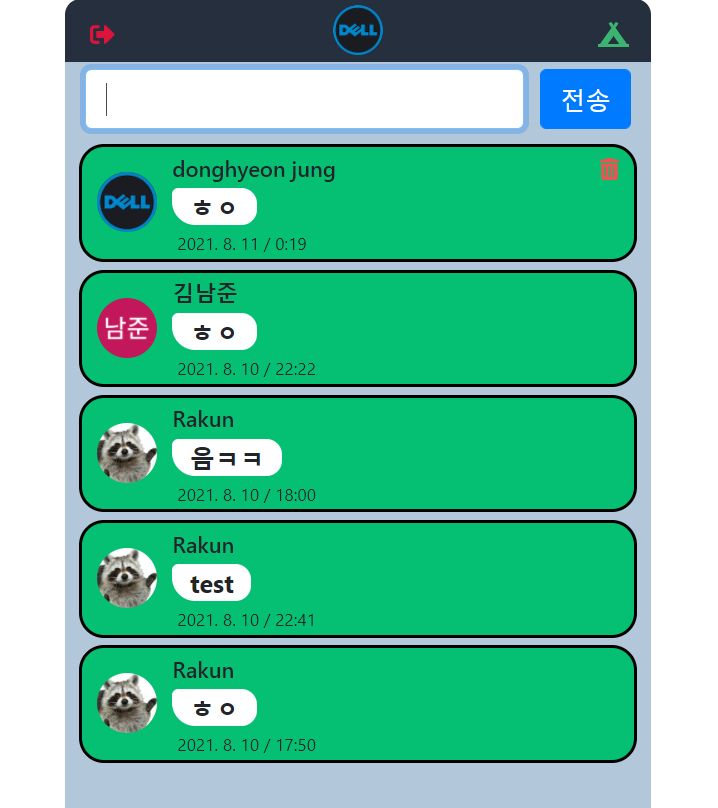 DELL
전송
donghyeon jung
DELL
ㅎㅇ
2021. 8. 11 / 0:19
김남준
남준
ㅎㅇ
2021. 8. 10 / 22:22
Rakun
음ㅋㅋ
2021. 8. 10 / 18:00
Rakun
test
2021. 8. 10 / 22:41
Rakun
ㅎㅇ
2021. 8. 10 / 17:50